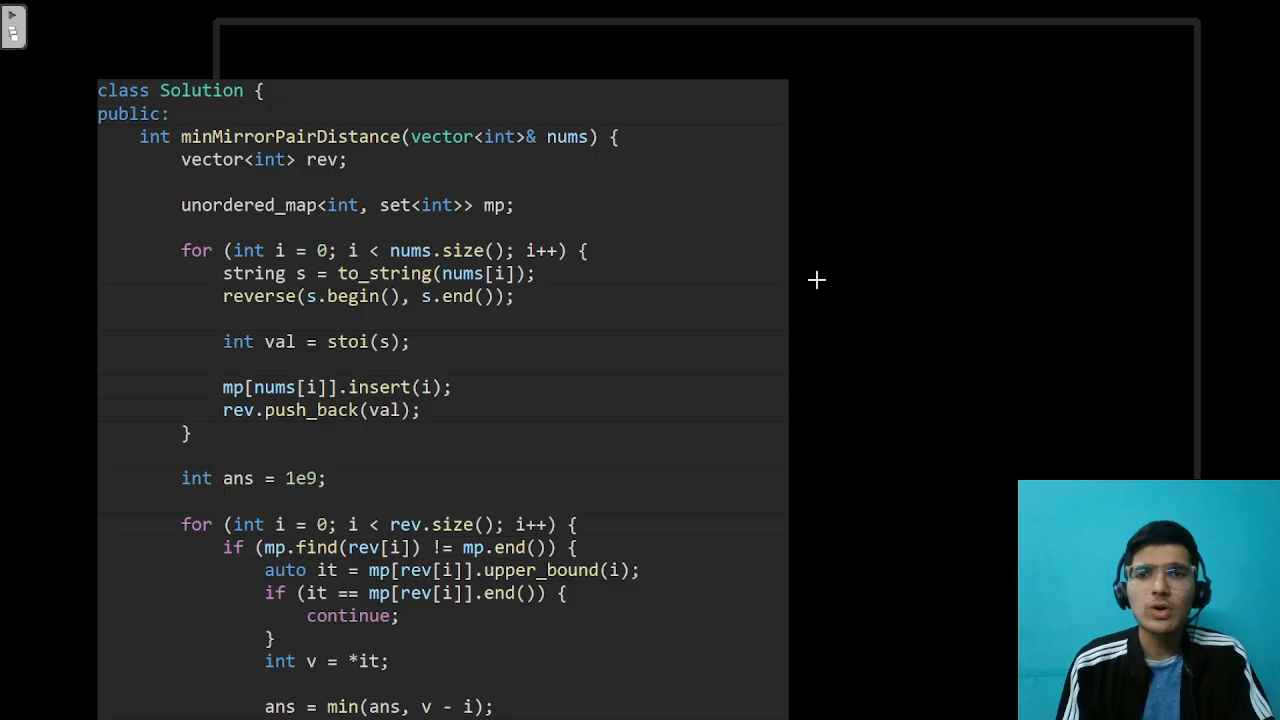 class Solution {
public:
int minMirrorPairDistance(vector<int>& nums) {
vector<int> rev;
unordered_map<int, set<int>> mp;
for (int i = 0; i < nums.size(); i++) {
string s = to_string(nums[i]);
reverse(s.begin(), s.end());
int val = stoi(s);
mp[nums[i]].insert(i);
rev.push_back(val);
}
int ans = 1e9;
for (int i = 0; i < rev.size(); i++) {
if (mp.find(rev[i]) != mp.end()) {
auto it = mp[rev[i]].upper_bound(i);
if (it == mp[rev[i]].end()) {
continue;
}
int v = *it;
ans = min(ans, v - i);